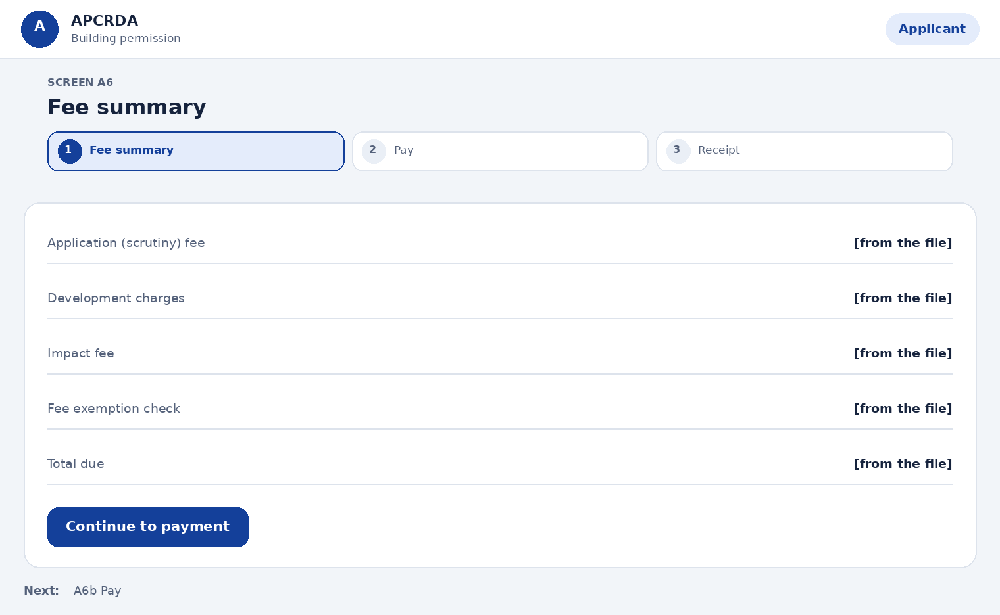 A
APCRDA
Building permission
Applicant
SCREEN A6
Fee summary
1 Fee summary
2 Pay
3 Receipt
Application (scrutiny) fee [from the file]
Development charges [from the file]
Impact fee [from the file]
Fee exemption check [from the file]
Total due [from the file]
Continue to payment
Next: A6b Pay